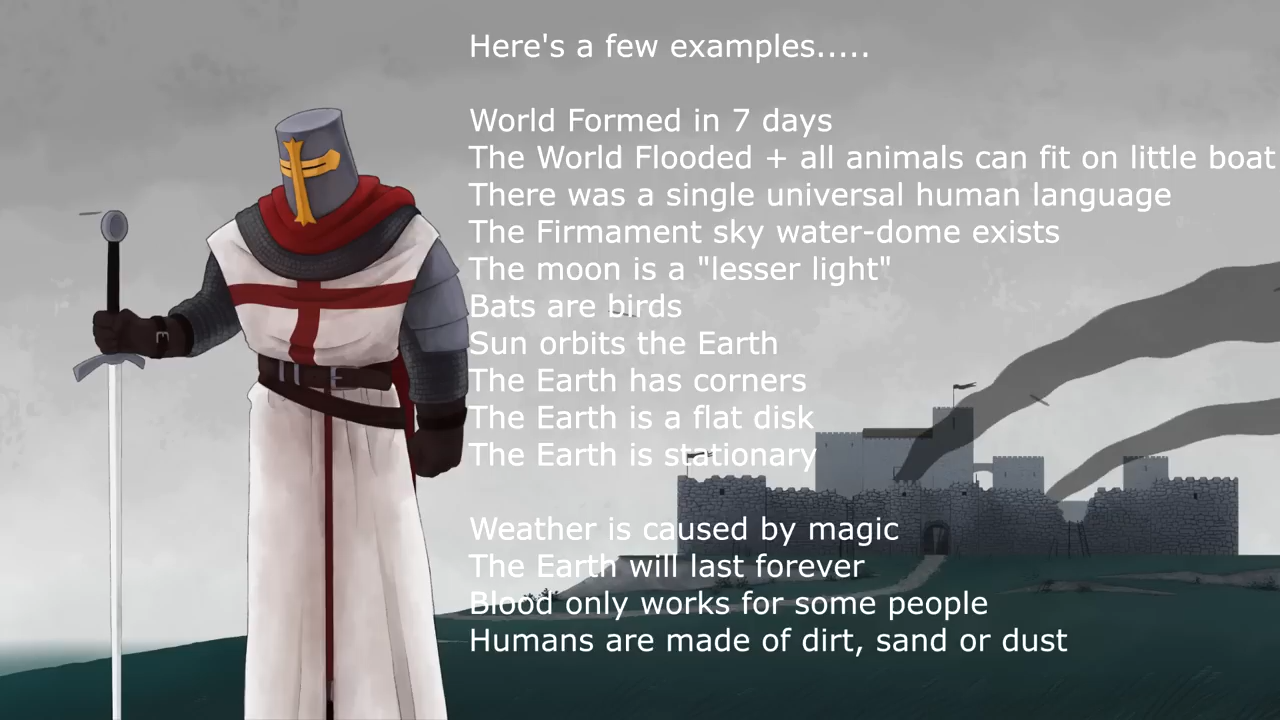 Here's a few examples.....
World Formed in 7 days
The World Flooded + all animals can fit on little boat
There was a single universal human language
The Firmament sky water-dome exists
The moon is a "lesser light"
Bats are birds
Sun orbits the Earth
The Earth has corners
The Earth is a flat disk
The Earth is stationary
Weather is caused by magic
The Earth will last forever
Blood only works for some people
Humans are made of dirt, sand or dust